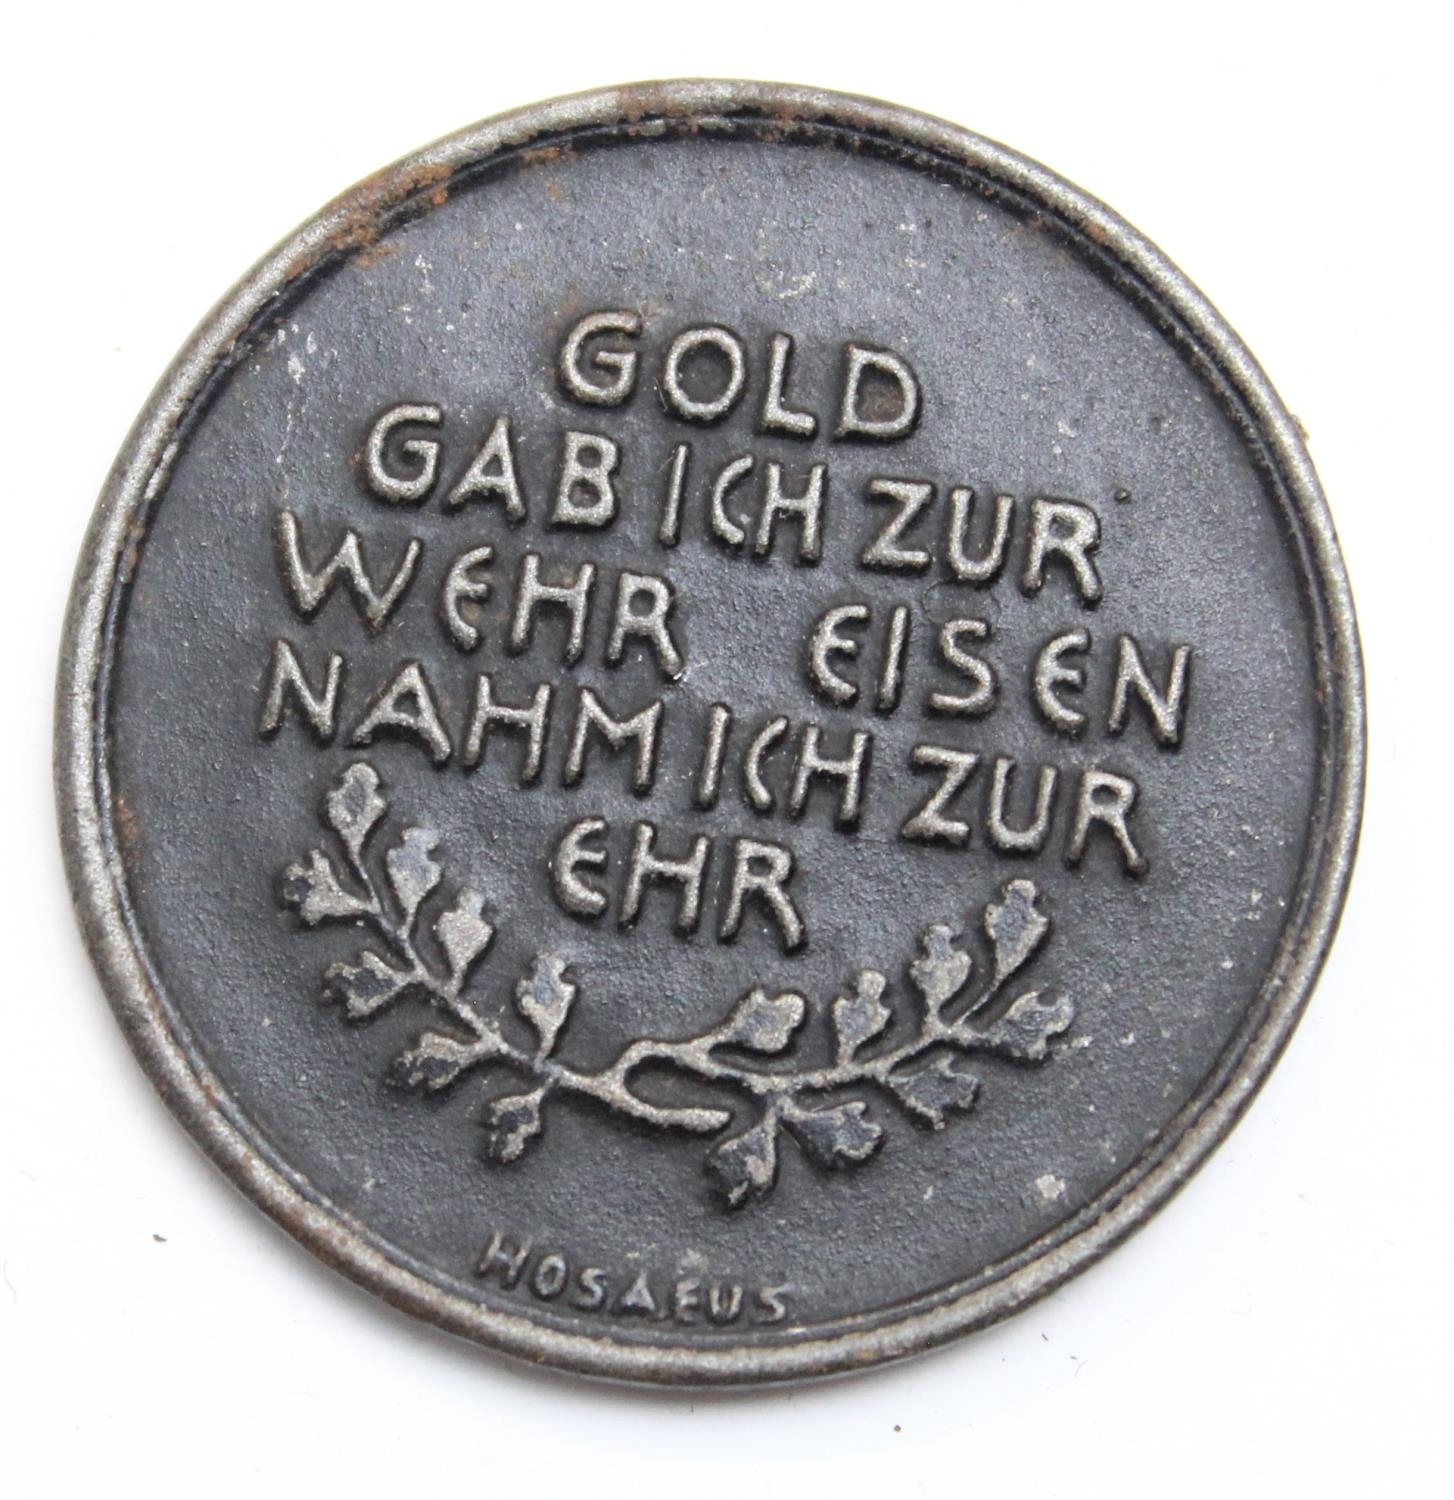 GOLD
GAB ICH ZUR
WEHR EISEN
NAHM ICH ZUR
EHR
HOSAEUS